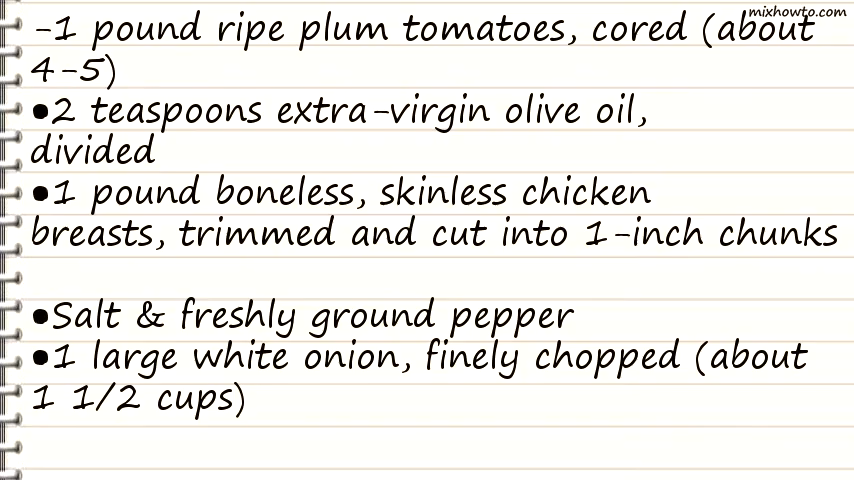 mixhowto.com
-1 pound ripe plum tomatoes, cored (about
4-5)
●2 teaspoons extra-virgin olive oil,
divided
●1 pound boneless, skinless chicken
breasts, trimmed and cut into 1-inch chunks
●Salt & freshly ground pepper
●1 large white onion, finely chopped (about
1 1/2 cups)